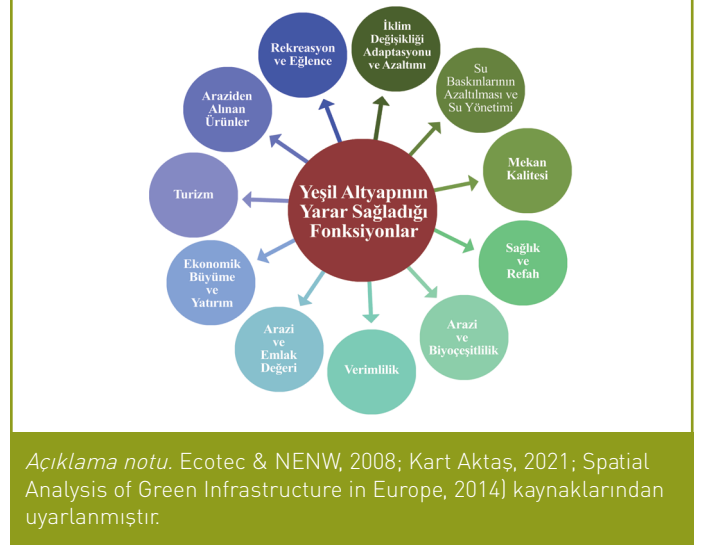 Yeşil Altyapının
Yarar Sağladığı
Fonksiyonlar
İklim
Değişikliği
Adaptasyonu
ve Azaltımı
Su
Baskınlarının
Azaltılması ve
Su Yönetimi
Mekan
Kalitesi
Sağlık
ve
Refah
Arazi
ve
Biyoçeşitlilik
Verimlilik
Arazi
ve
Emlak
Değeri
Ekonomik
Büyüme
ve
Yatırım
Turizm
Araziden
Alınan
Ürünler
Rekreasyon
ve Eğlence
Açıklama notu. Ecotec & NENW, 2008; Kart Aktaş, 2021; Spatial
Analysis of Green Infrastructure in Europe, 2014) kaynaklarından
uyarlanmıştır.